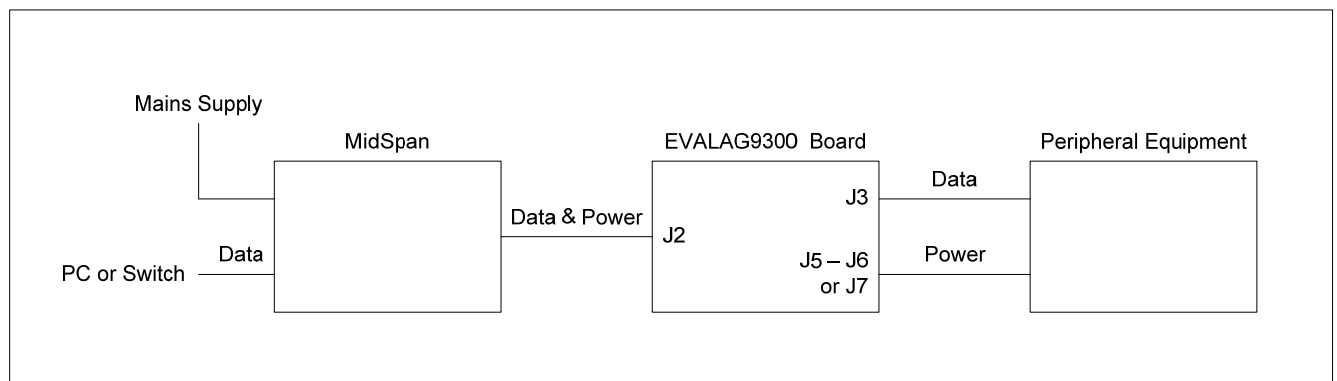 Mains Supply
MidSpan
EVALAG9300 Board
Peripheral Equipment
Data
J3
Data & Power
J2
Data
PC or Switch
J5 – J6
or J7
Power